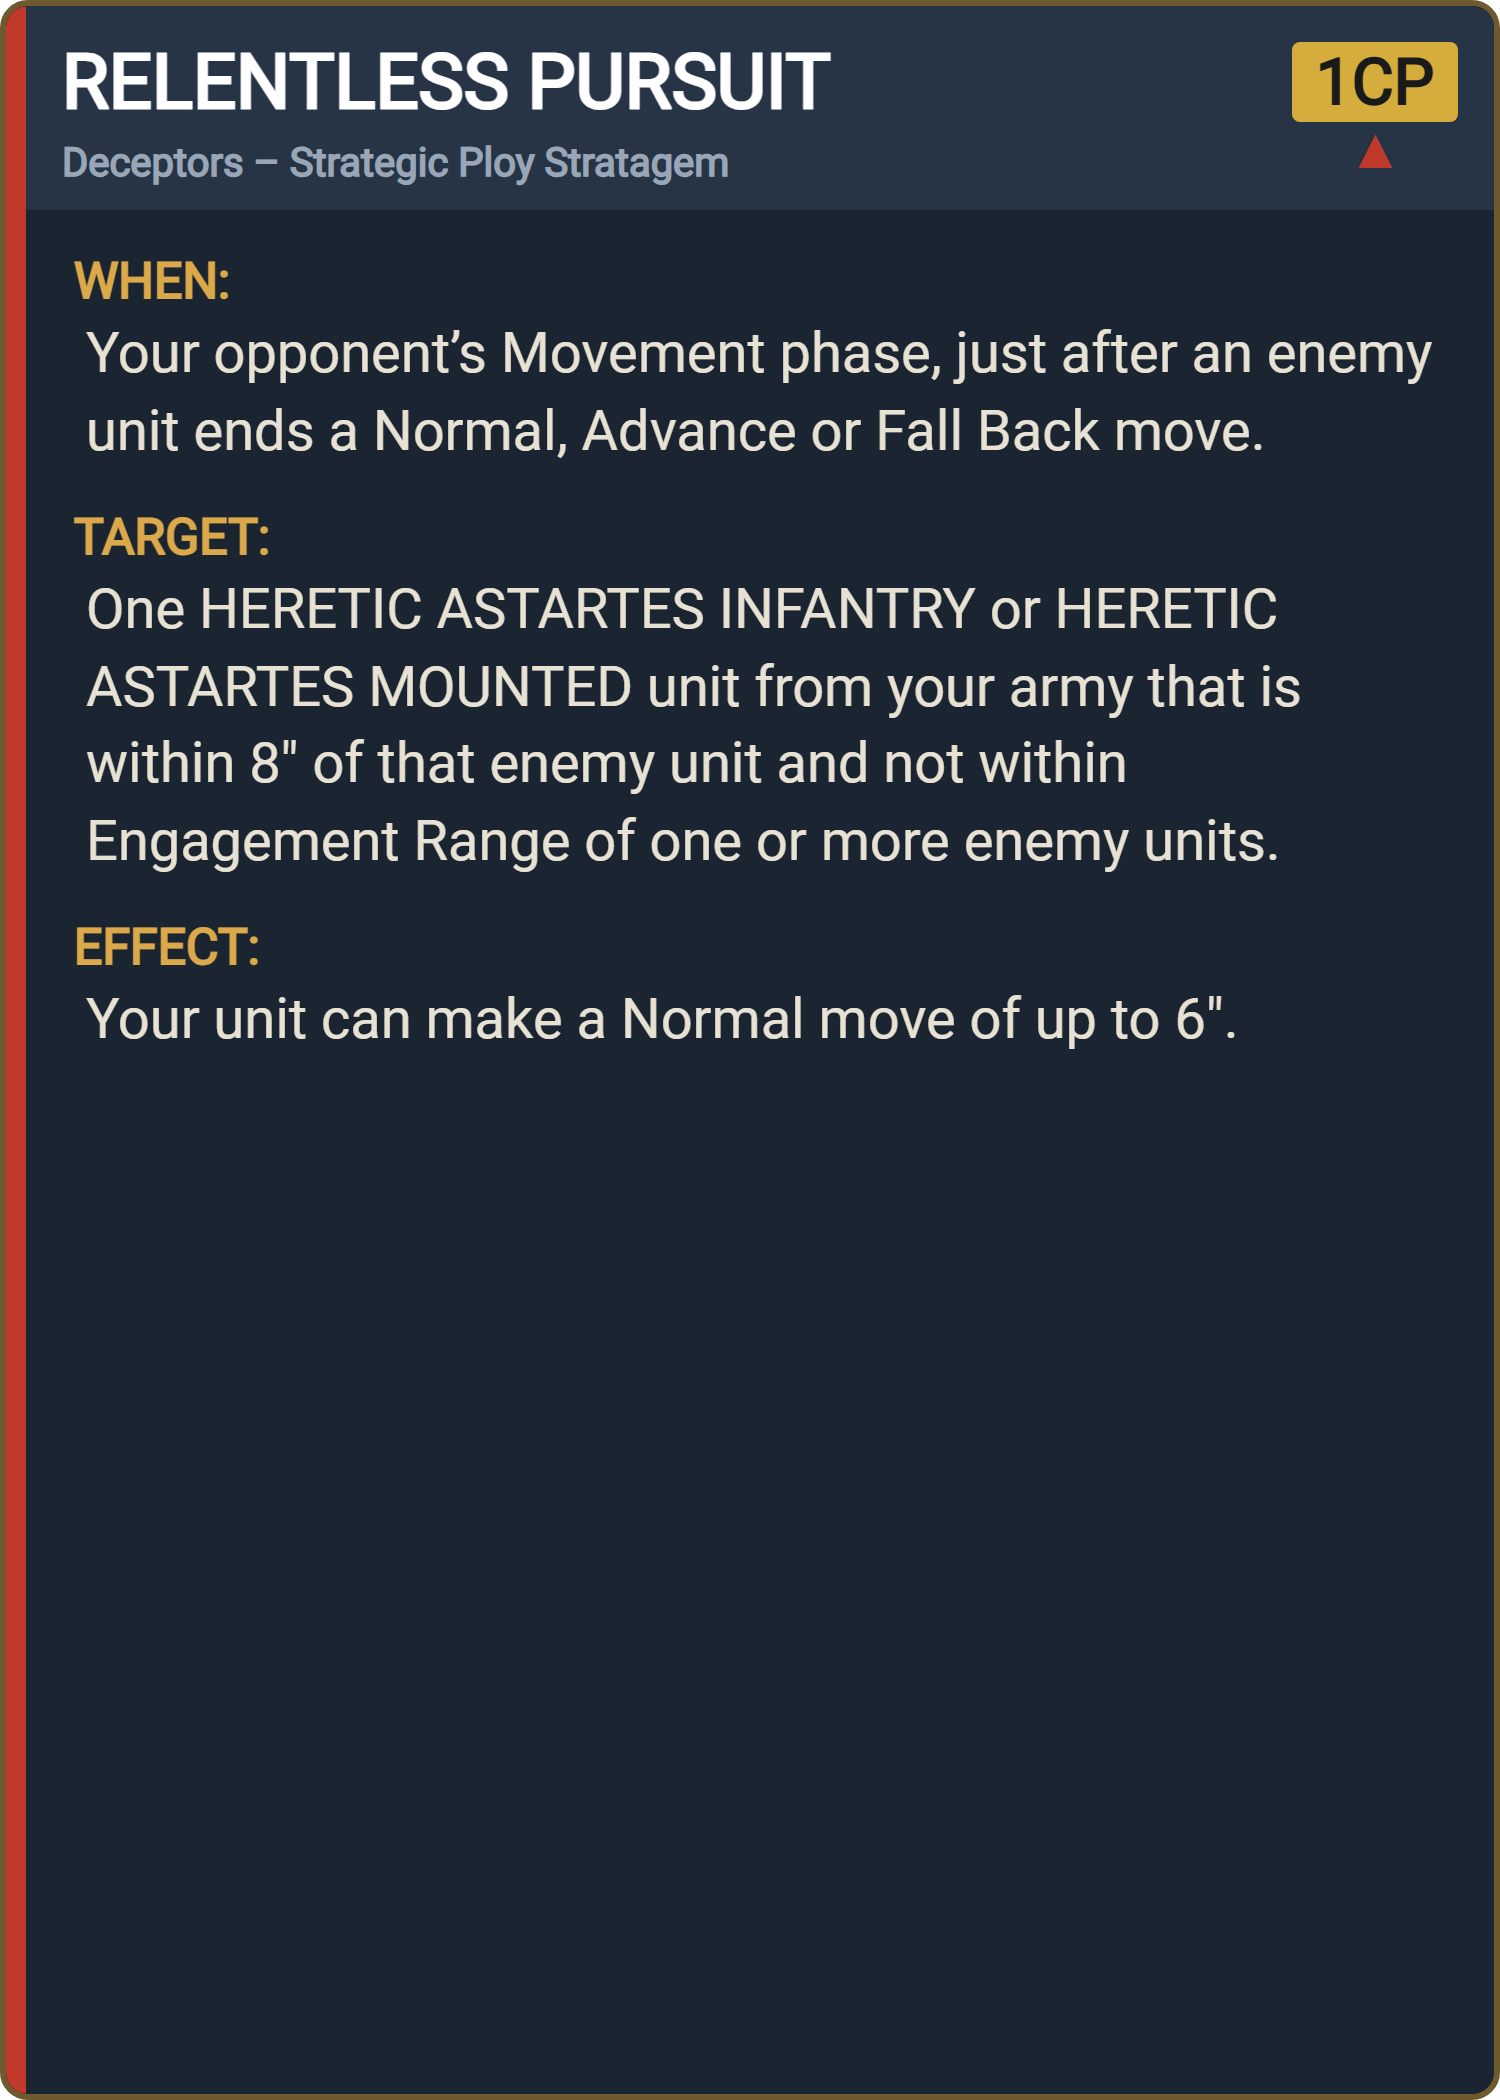 RELENTLESS PURSUIT
1CP
Deceptors – Strategic Ploy Stratagem
WHEN:
Your opponent’s Movement phase, just after an enemy
unit ends a Normal, Advance or Fall Back move.
TARGET:
One HERETIC ASTARTES INFANTRY or HERETIC
ASTARTES MOUNTED unit from your army that is
within 8" of that enemy unit and not within
Engagement Range of one or more enemy units.
EFFECT:
Your unit can make a Normal move of up to 6".